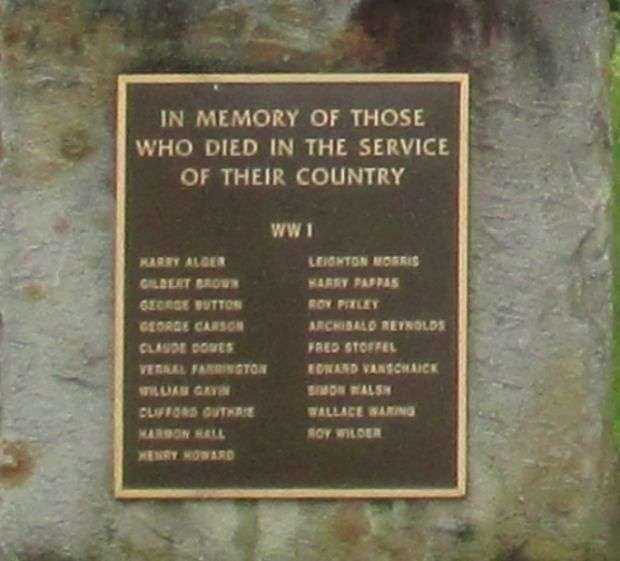 IN MEMORY OF THOSE
WHO DIED IN THE SERVICE
OF THEIR COUNTRY
WW I
HARRY ALGER
GILBERT BROWN
GEORGE BUTTON
GEORGE CARSON
CLAUDE
VERNAL FARRINGTON
WILLIAM GAVIN
CLIFFORD GUTHRIE
HARMON HALL
HENRY HOWARD
LEIGHTON MORRIS
HARRY PAPPAS
ROY PIXLEY
ARCHIBALD REYNOLDS
FRED STOFFEL
EDWARD VANSCHAICK
SIMON WALSH
WALLACE WARING
ROY WILDER